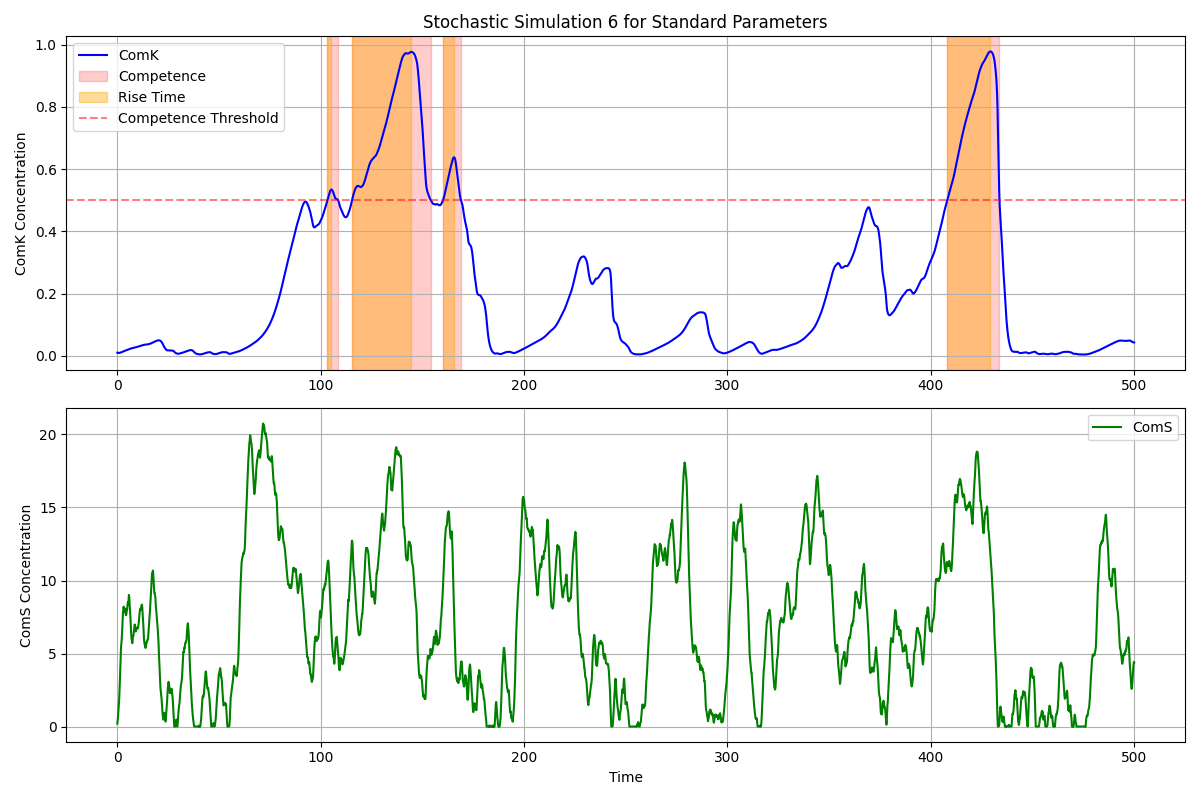 Stochastic Simulation 6 for Standard Parameters
ComK Concentration
1.0
0.8
0.6
0.4
0.2
0.0
ComK
Competence
Rise Time
Competence Threshold
0 100 200 300 400 500
ComS Concentration
20
15
10
5
0
ComS
0 100 200 300 400 500
Time